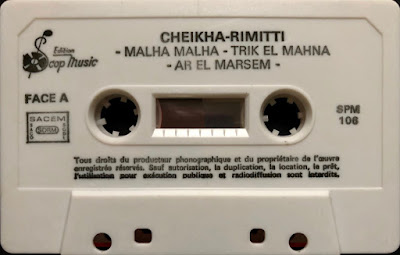 CHEIKHA-RIMITTI
- MALHA MALHA - TRIK EL MAHNA
- AR EL MARSEM -
Edition
cop Music
FACE A
SPM
106
SACEM
SDRM
Tous droits du producteur phonographique et du propriétaire de l'œuvre
enregistrée réservés. Sauf autorisation, la duplication, la location, le prêt,
l'utilisation pour exécution publique et radiodiffusion sont interdits.